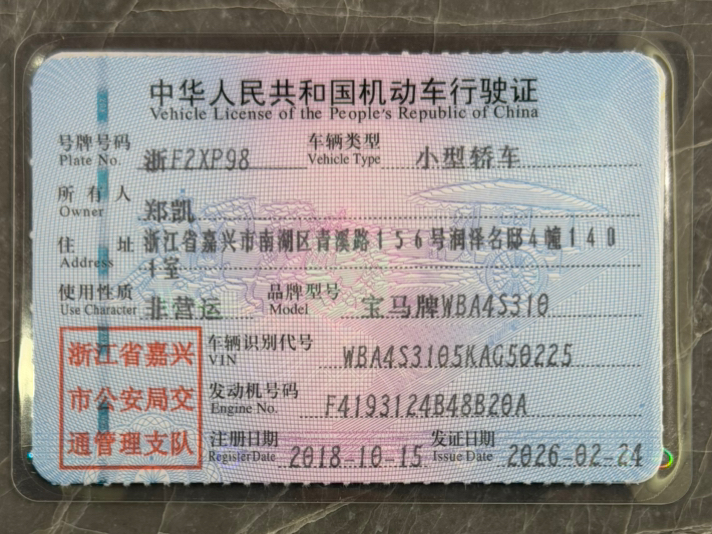 中华人民共和国机动车行驶证
Vehicle License of the People's Republic of China
号牌号码 浙F2XP98 车辆类型 小型轿车
Plate No. Vehicle Type
所有人 郑凯
Owner
住址 浙江省嘉兴市南湖区青溪路156号润泽名邸4幢140
Address 4室
使用性质 非营运 品牌型号 宝马牌WBA4S310
Use Character Model
浙江省嘉兴
市公安局交
通管理支队
车辆识别代号 WBA4S3105KAG50225
VIN
发动机号码 F4193124B48B20A
Engine No.
注册日期 2018-10-15 发证日期 2026-02-24
Register Date Issue Date